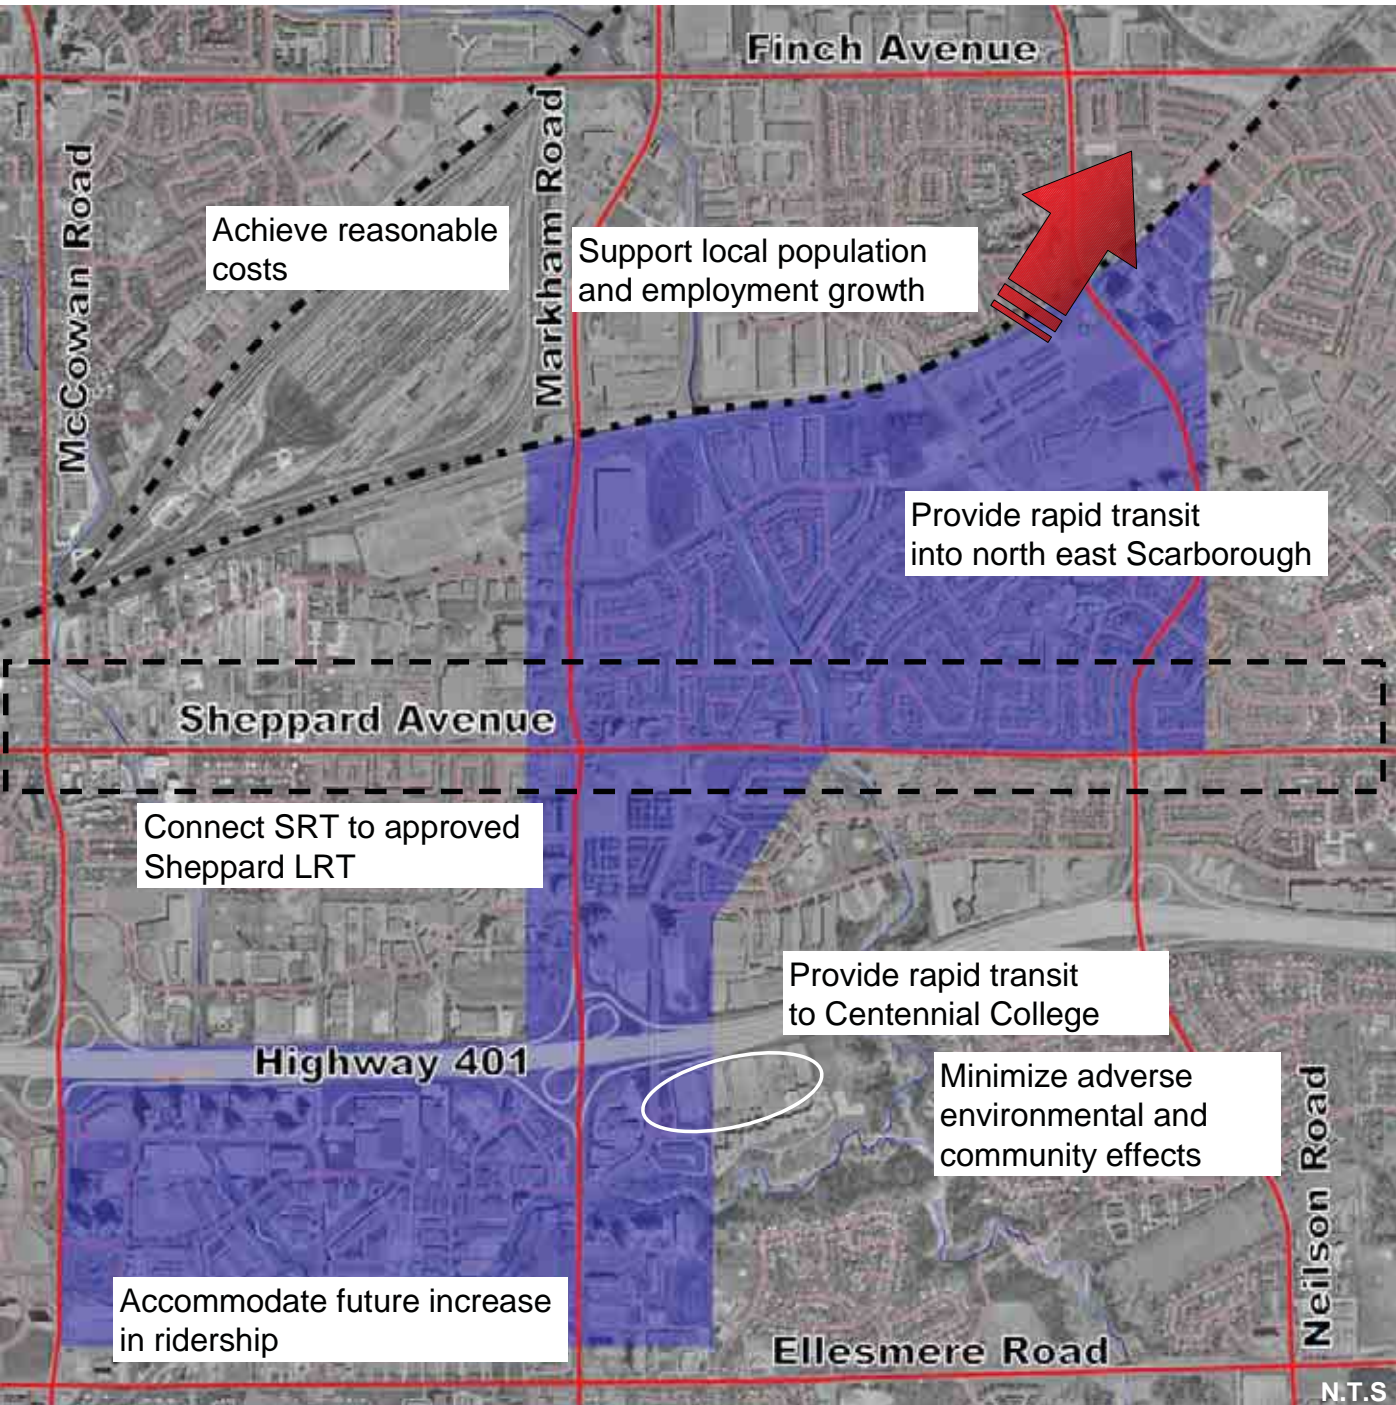 Finch Avenue
McCowan Road
Markham Road
Achieve reasonable
costs
Support local population
and employment growth
Provide rapid transit
into north east Scarborough
Sheppard Avenue
Connect SRT to approved
Sheppard LRT
Provide rapid transit
to Centennial College
Highway 401
Minimize adverse
environmental and
community effects
Neilson Road
Accommodate future increase
in ridership
Ellesmere Road
N.T.S